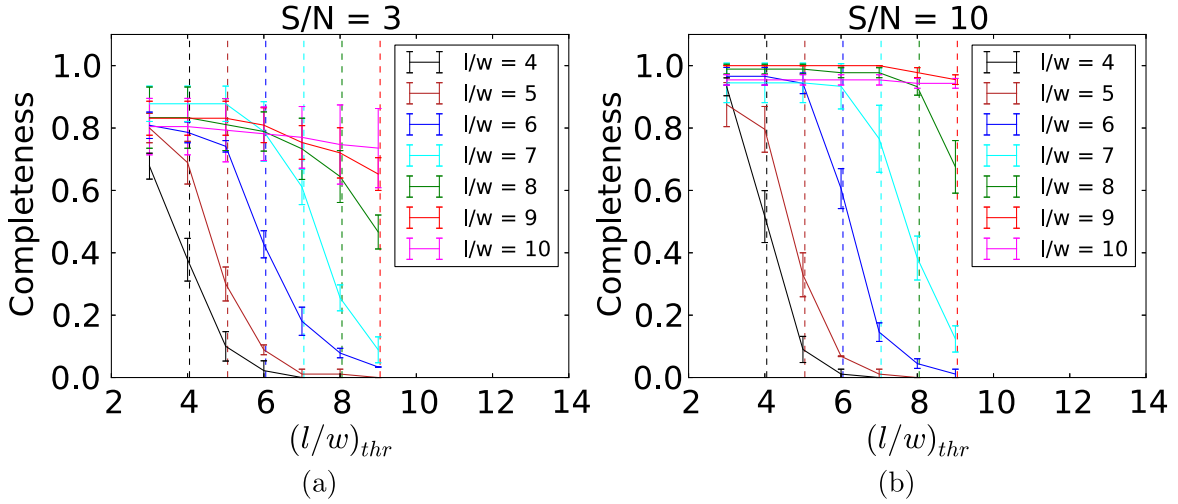 S/N = 3
Completeness
1.0
0.8
0.6
0.4
0.2
0.0
2 4 6 8 10 12 14
(l/w)thr
l/w = 4
l/w = 5
l/w = 6
l/w = 7
l/w = 8
l/w = 9
l/w = 10
(a)
S/N = 10
Completeness
1.0
0.8
0.6
0.4
0.2
0.0
2 4 6 8 10 12 14
(l/w)thr
l/w = 4
l/w = 5
l/w = 6
l/w = 7
l/w = 8
l/w = 9
l/w = 10
(b)